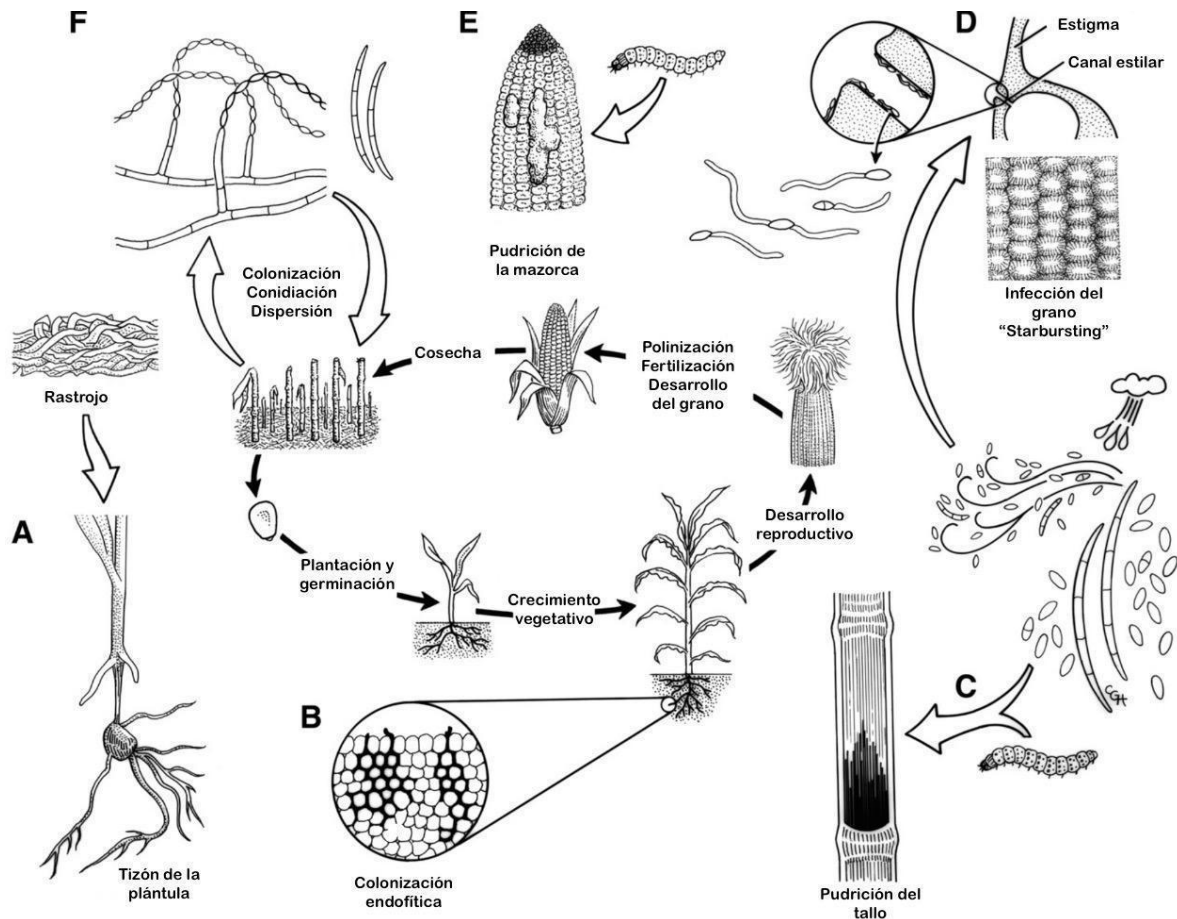 F
E
D
Estigma
Canal estilar
Pudrición de
la mazorca
Colonización
Conidiación
Dispersión
Infección del
grano
“Starbursting”
Rastrojo
Cosecha
Polinización
Fertilización
Desarrollo
del grano
A
Plantación y
germinación
Crecimiento
vegetativo
Desarrollo
reproductivo
B
C
CGH
Tizón de la
plántula
Colonización
endofítica
Pudrición del
tallo